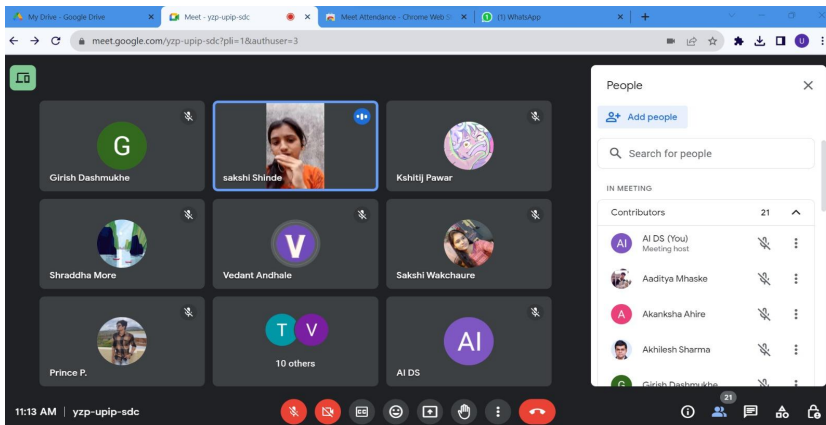 My Drive - Google Drive
Meet - yzp-upip-sdc
Meet Attendance - Chrome Web St
(1) WhatsApp
meet.google.com/yzp-upip-sdc?pli=1&authuser=3
U
G
Girish Dashmukhe
sakshi Shinde
Kshitij Pawar
Shraddha More
V
Vedant Andhale
Sakshi Wakchaure
Prince P.
T V
10 others
AI
AI DS
People
Add people
Search for people
IN MEETING
Contributors 21
AI AI DS (You)
Meeting host
Aaditya Mhaske
A Akanksha Ahire
Akhilesh Sharma
G Girish Dashmukhe
11:13 AM | yzp-upip-sdc
CC
21